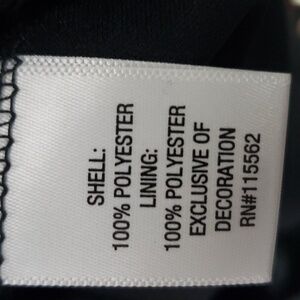 SHELL:
100% POLYESTER
LINING:
100% POLYESTER
EXCLUSIVE OF
DECORATION
RN#115562